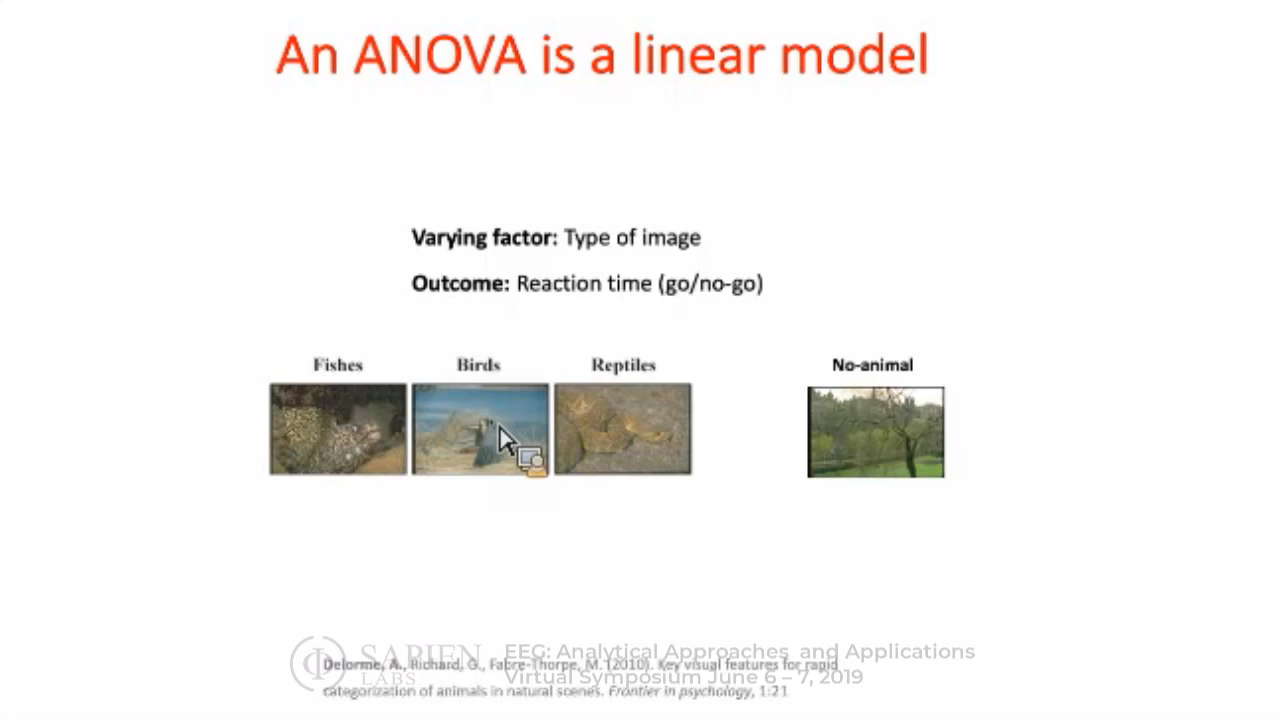 An ANOVA is a linear model
Varying factor: Type of image
Outcome: Reaction time (go/no-go)
Fishes Birds Reptiles No-animal
SAPIEN LABS
EEG: Analytical Approaches and Applications
Virtual Symposium June 6 – 7, 2019
Delorme, A., Richard, G., Fabre-Thorpe, M. (2010). Key visual features for rapid
categorization of animals in natural scenes. Frontier in psychology, 1:21